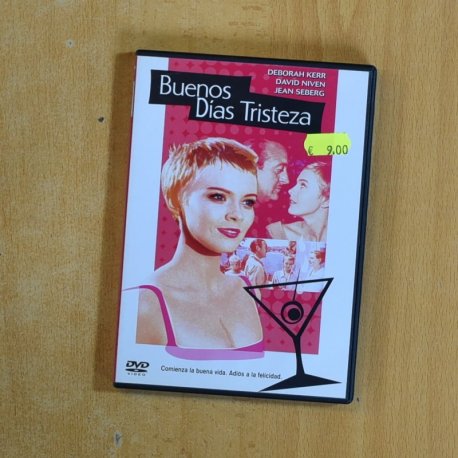 DEBORAH KERR
DAVID NIVEN
JEAN SEBERG
Buenos
Días Tristeza
€ 9.00
DVD
VIDEO
Comienza la buena vida. Adiós a la felicidad.